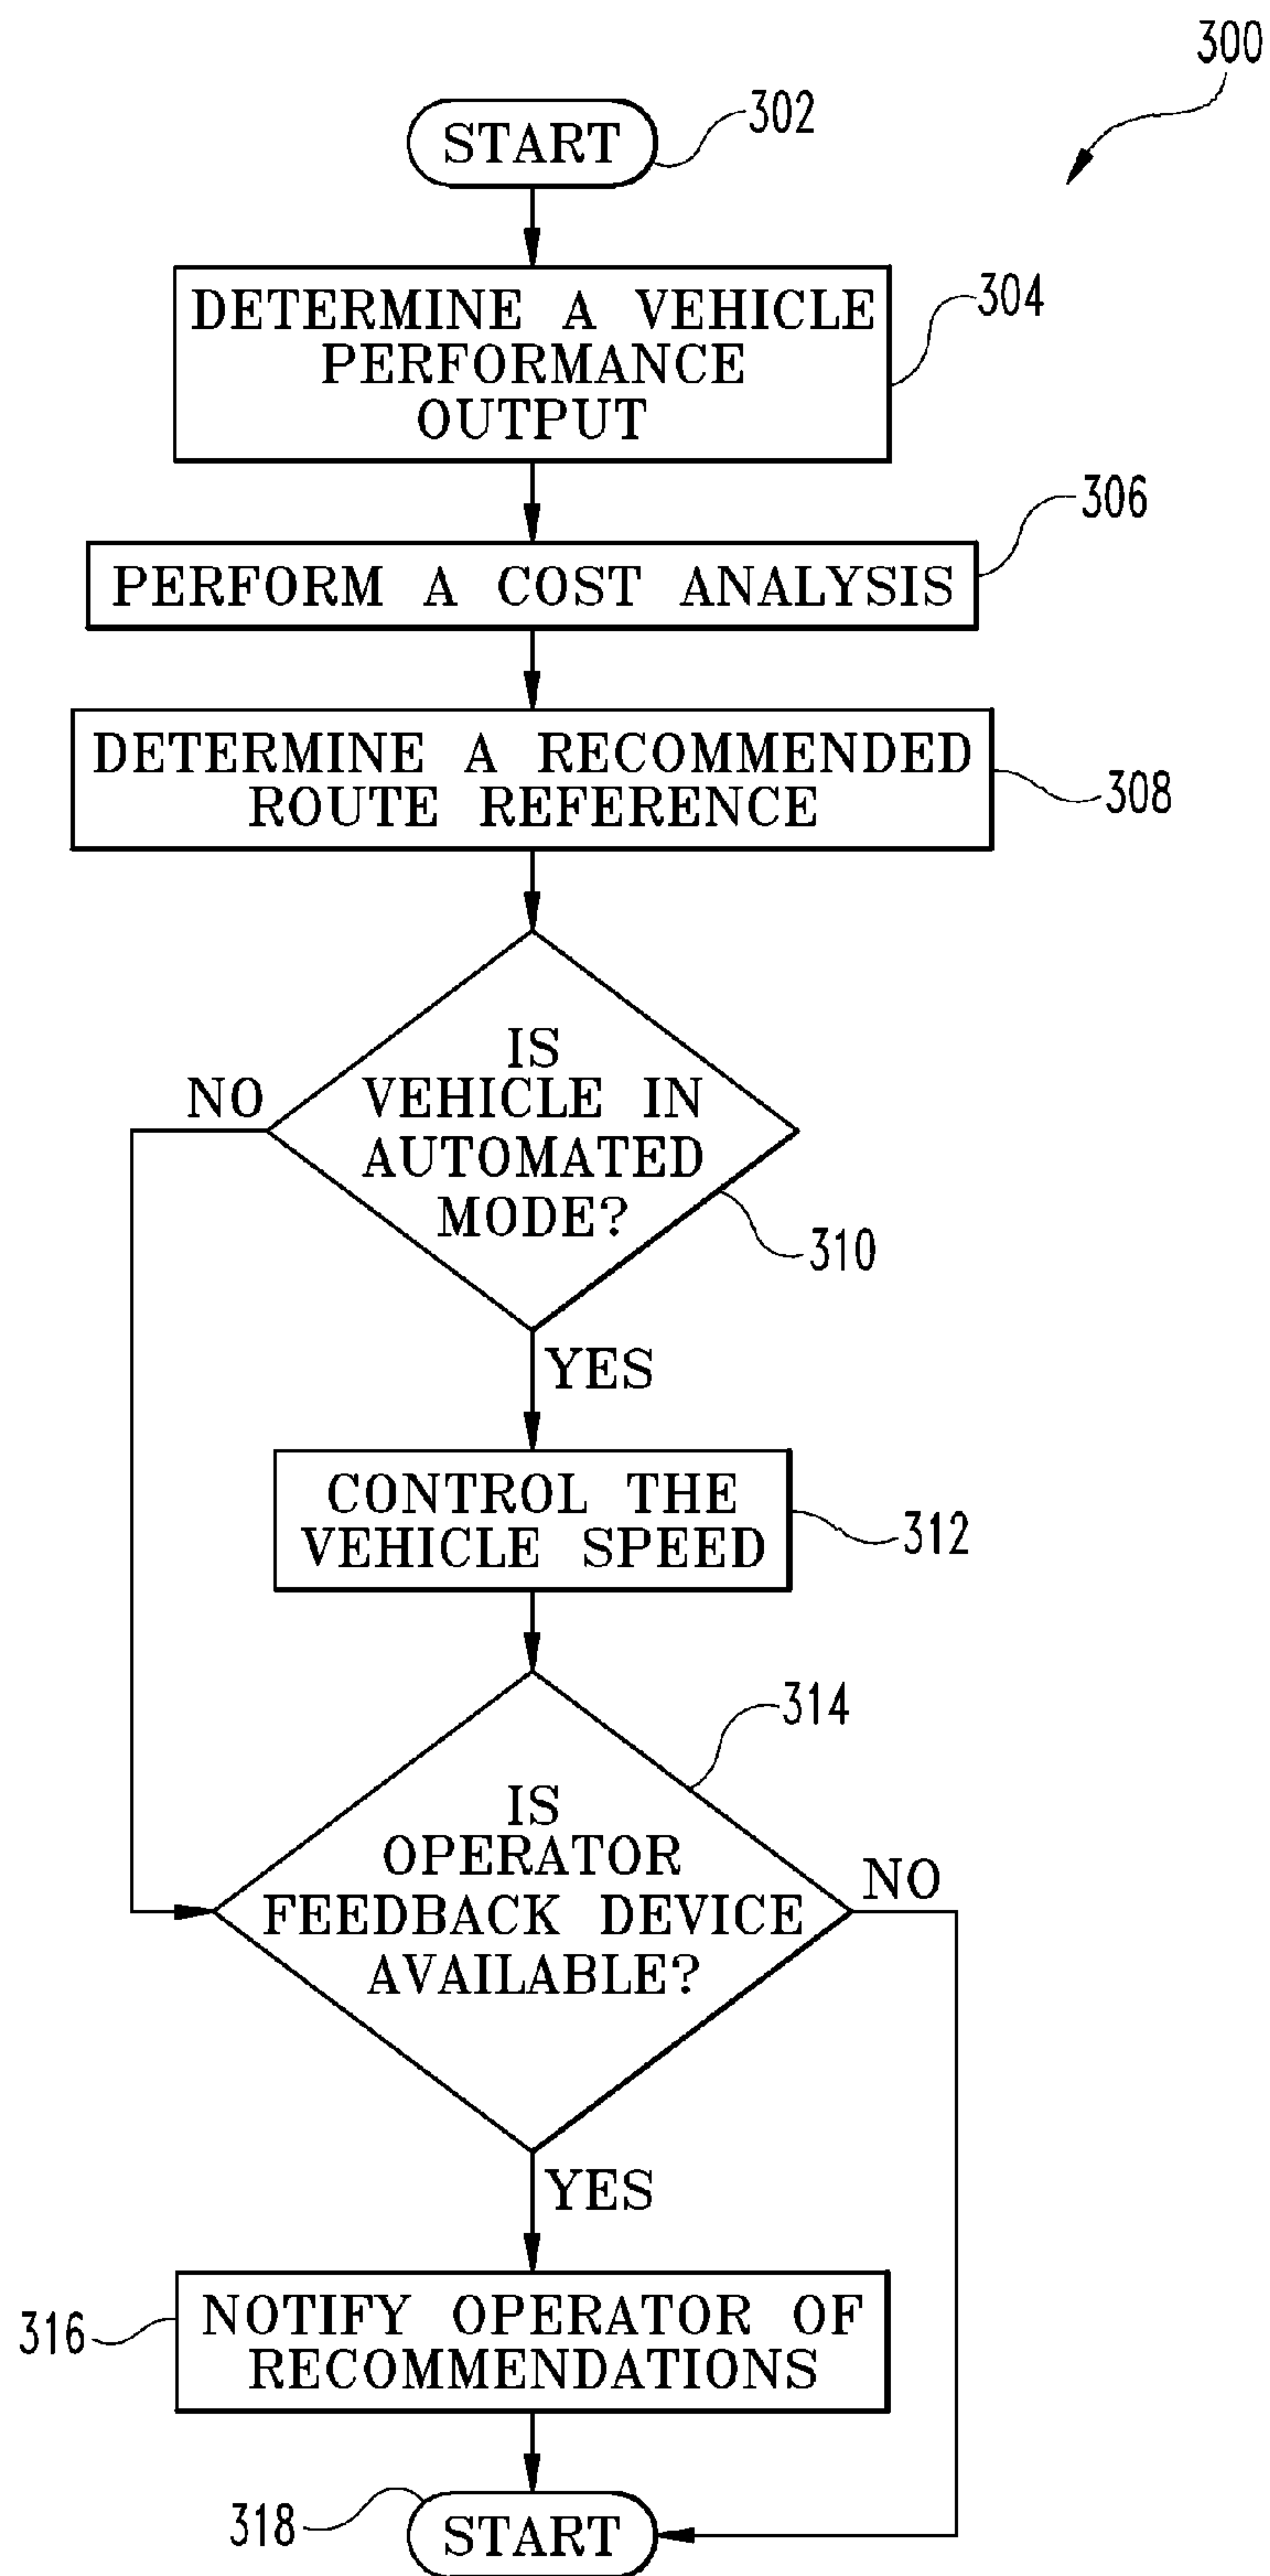 300
START
302
DETERMINE A VEHICLE
PERFORMANCE
OUTPUT
304
306
PERFORM A COST ANALYSIS
DETERMINE A RECOMMENDED
ROUTE REFERENCE
308
IS
NO
VEHICLE IN
AUTOMATED
MODE?
310
YES
CONTROL THE
VEHICLE SPEED
312
314
IS
OPERATOR
NO
FEEDBACK DEVICE
AVAILABLE?
YES
316
NOTIFY OPERATOR OF
RECOMMENDATIONS
318
START